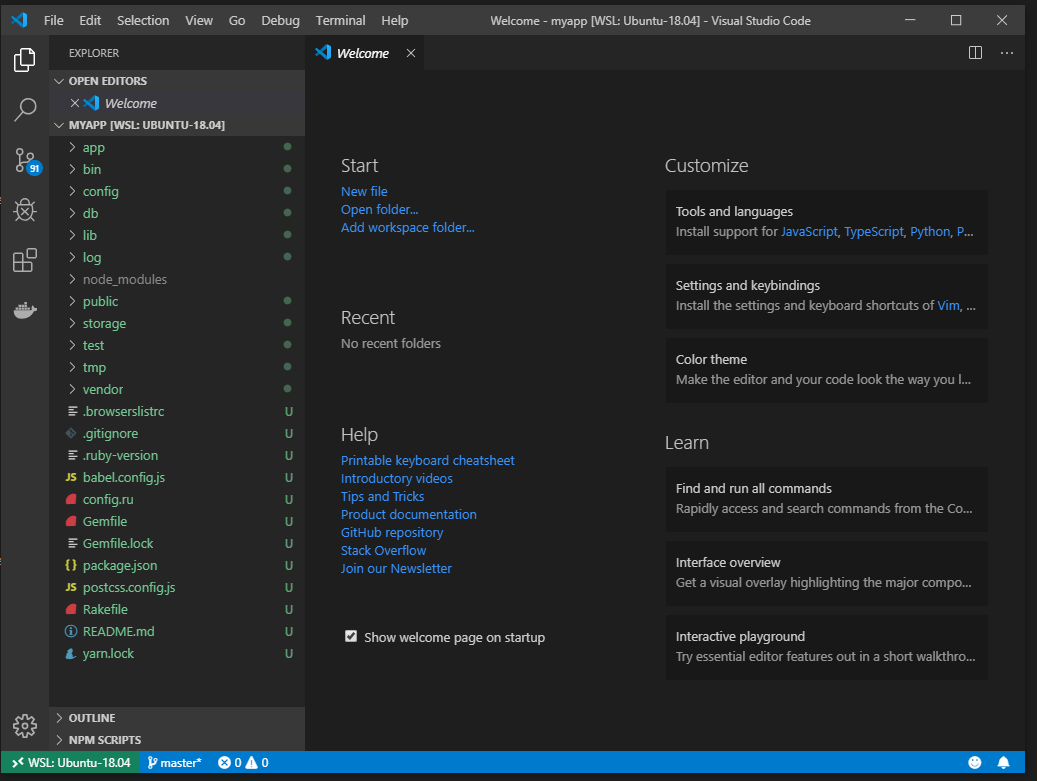 File Edit Selection View Go Debug Terminal Help
Welcome - myapp [WSL: Ubuntu-18.04] - Visual Studio Code
EXPLORER
OPEN EDITORS
Welcome
MYAPP [WSL: UBUNTU-18.04]
app
bin
config
db
lib
log
node_modules
public
storage
test
tmp
vendor
.browserslistrc U
.gitignore U
.ruby-version U
JS babel.config.js U
config.ru U
Gemfile U
Gemfile.lock U
{} package.json U
JS postcss.config.js U
Rakefile U
README.md U
yarn.lock U
OUTLINE
NPM SCRIPTS
91
Welcome
Start
New file
Open folder...
Add workspace folder...
Recent
No recent folders
Help
Printable keyboard cheatsheet
Introductory videos
Tips and Tricks
Product documentation
GitHub repository
Stack Overflow
Join our Newsletter
Show welcome page on startup
Customize
Tools and languages
Install support for JavaScript, TypeScript, Python, P...
Settings and keybindings
Install the settings and keyboard shortcuts of Vim, ...
Color theme
Make the editor and your code look the way you l...
Learn
Find and run all commands
Rapidly access and search commands from the Co...
Interface overview
Get a visual overlay highlighting the major compo...
Interactive playground
Try essential editor features out in a short walkthro...
WSL: Ubuntu-18.04 master* 0 0